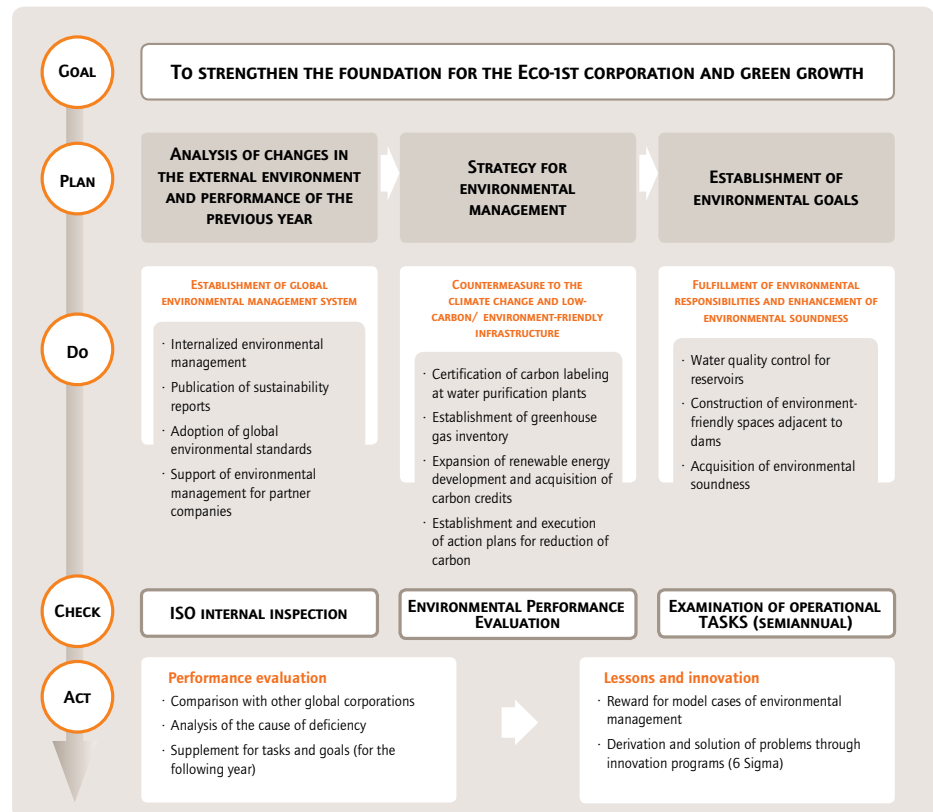 GOAL
TO STRENGTHEN THE FOUNDATION FOR THE ECO-1ST CORPORATION AND GREEN GROWTH
PLAN
ANALYSIS OF CHANGES IN
THE EXTERNAL ENVIRONMENT
AND PERFORMANCE OF THE
PREVIOUS YEAR
STRATEGY FOR
ENVIRONMENTAL
MANAGEMENT
ESTABLISHMENT OF
ENVIRONMENTAL GOALS
DO
ESTABLISHMENT OF GLOBAL
ENVIRONMENTAL MANAGEMENT SYSTEM
· Internalized environmental
management
· Publication of sustainability
reports
· Adoption of global
environmental standards
· Support of environmental
management for partner
companies
COUNTERMEASURE TO THE
CLIMATE CHANGE AND LOW-
CARBON/ ENVIRONMENT-FRIENDLY
INFRASTRUCTURE
· Certification of carbon labeling
at water purification plants
· Establishment of greenhouse
gas inventory
· Expansion of renewable energy
development and acquisition of
carbon credits
· Establishment and execution
of action plans for reduction of
carbon
FULFILLMENT OF ENVIRONMENTAL
RESPONSIBILITIES AND ENHANCEMENT OF
ENVIRONMENTAL SOUNDNESS
· Water quality control for
reservoirs
· Construction of environment-
friendly spaces adjacent to
dams
· Acquisition of environmental
soundness
CHECK
ISO INTERNAL INSPECTION
ENVIRONMENTAL PERFORMANCE
EVALUATION
EXAMINATION OF OPERATIONAL
TASKS (SEMIANNUAL)
ACT
Performance evaluation
· Comparison with other global corporations
· Analysis of the cause of deficiency
· Supplement for tasks and goals (for the
following year)
Lessons and innovation
· Reward for model cases of environmental
management
· Derivation and solution of problems through
innovation programs (6 Sigma)